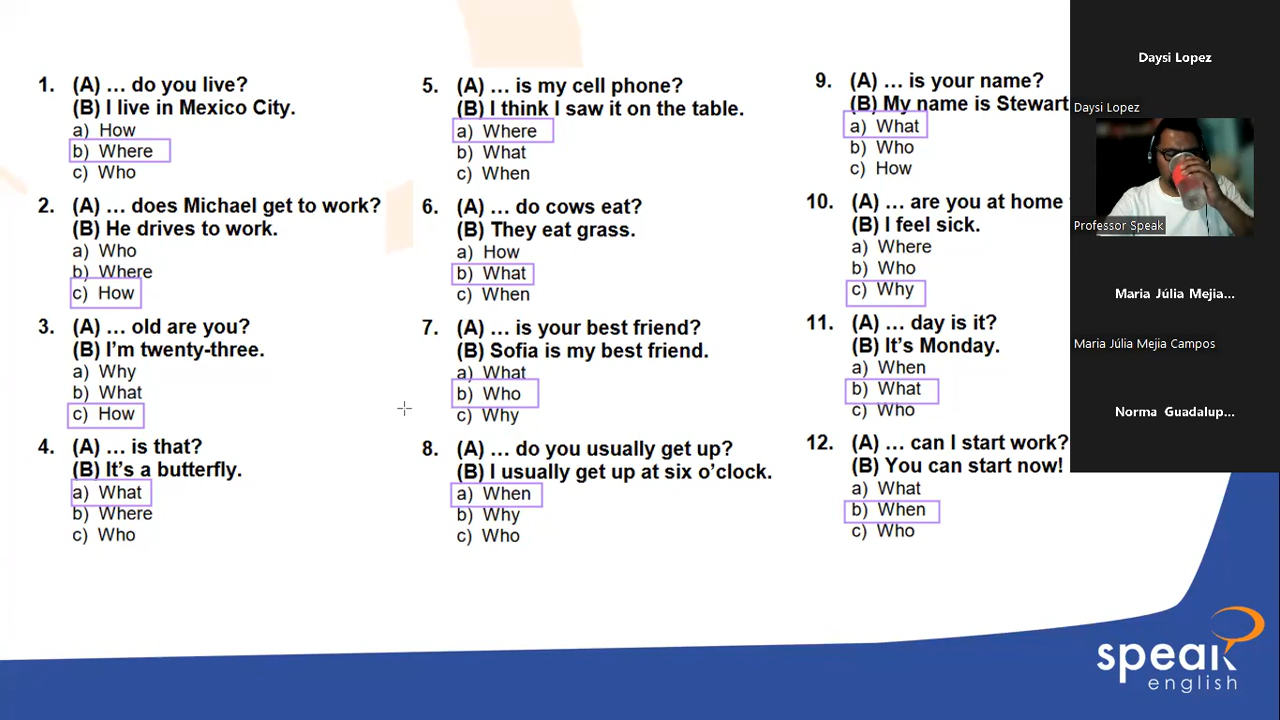 1. (A) … do you live?
(B) I live in Mexico City.
a) How
b) Where
c) Who
2. (A) … does Michael get to work?
(B) He drives to work.
a) Who
b) Where
c) How
3. (A) … old are you?
(B) I'm twenty-three.
a) Why
b) What
c) How
4. (A) … is that?
(B) It's a butterfly.
a) What
b) Where
c) Who
5. (A) … is my cell phone?
(B) I think I saw it on the table.
a) Where
b) What
c) When
6. (A) … do cows eat?
(B) They eat grass.
a) How
b) What
c) When
7. (A) … is your best friend?
(B) Sofia is my best friend.
a) What
b) Who
c) Why
8. (A) … do you usually get up?
(B) I usually get up at six o'clock.
a) When
b) Why
c) Who
9. (A) … is your name?
(B) My name is Stewart
a) What
b) Who
c) How
10. (A) … are you at home
(B) I feel sick.
a) Where
b) Who
c) Why
11. (A) … day is it?
(B) It's Monday.
a) When
b) What
c) Who
12. (A) … can I start work?
(B) You can start now!
a) What
b) When
c) Who
Daysi Lopez
Daysi Lopez
Professor Speak
Maria Júlia Mejia...
Maria Júlia Mejia Campos
Norma Guadalup...
speak
english